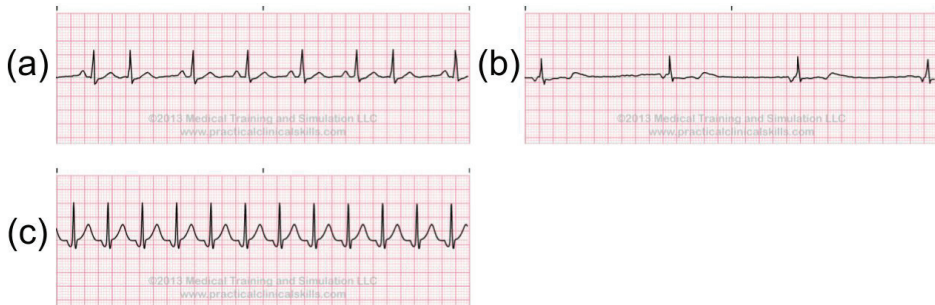 (a)
©2013 Medical Training and Simulation LLC
www.practicalclinicalskills.com
(b)
©2013 Medical Training and Simulation LLC
www.practicalclinicalskills.com
(c)
©2013 Medical Training and Simulation LLC
www.practicalclinicalskills.com